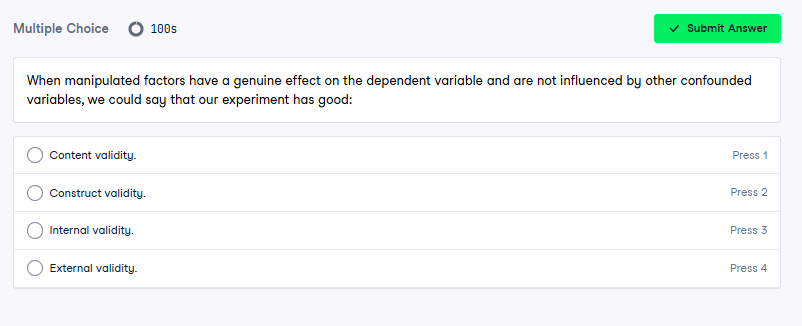 Multiple Choice 100s Submit Answer
When manipulated factors have a genuine effect on the dependent variable and are not influenced by other confounded
variables, we could say that our experiment has good:
Content validity. Press 1
Construct validity. Press 2
Internal validity. Press 3
External validity. Press 4